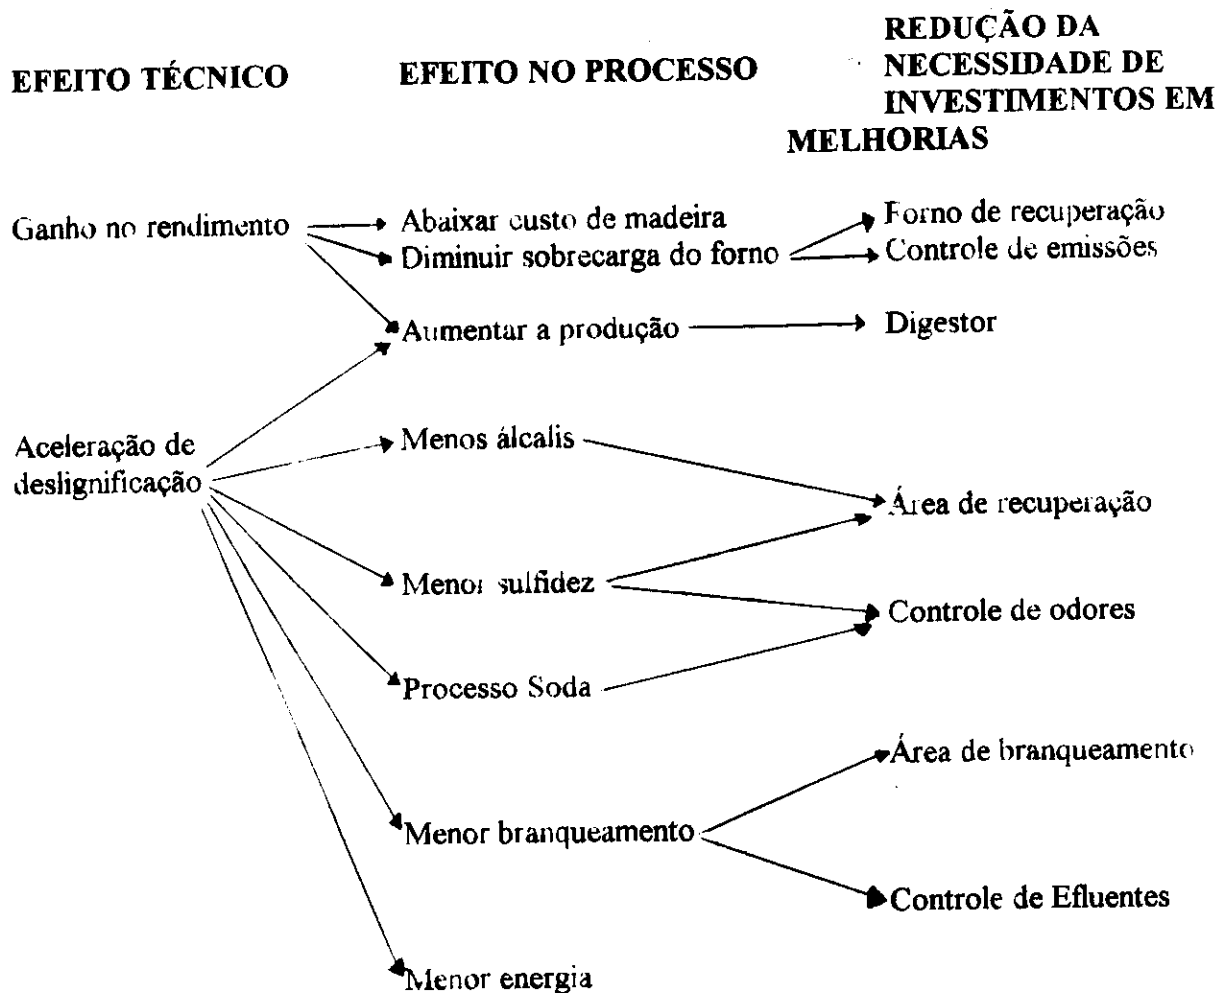 EFEITO TÉCNICO
EFEITO NO PROCESSO
REDUÇÃO DA
NECESSIDADE DE
INVESTIMENTOS EM
MELHORIAS
Ganho no rendimento
Abaixar custo de madeira
Diminuir sobrecarga do forno
Forno de recuperação
Controle de emissões
Aumentar a produção
Digestor
Aceleração de
deslignificação
Menos álcalis
Área de recuperação
Menor sulfidez
Controle de odores
Processo Soda
Área de branqueamento
Menor branqueamento
Controle de Efluentes
Menor energia